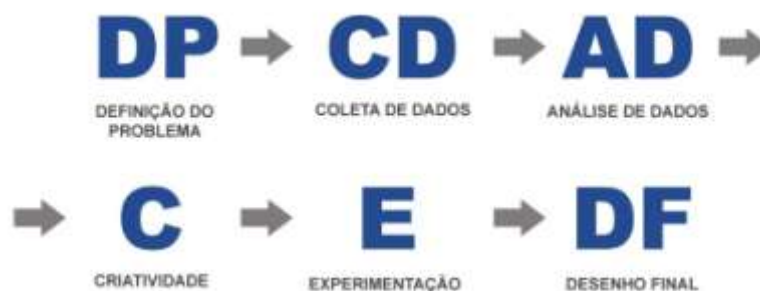 DP
CD
AD
DEFINIÇÃO DO
PROBLEMA
COLETA DE DADOS
ANÁLISE DE DADOS
C
E
DF
CRIATIVIDADE
EXPERIMENTAÇÃO
DESENHO FINAL